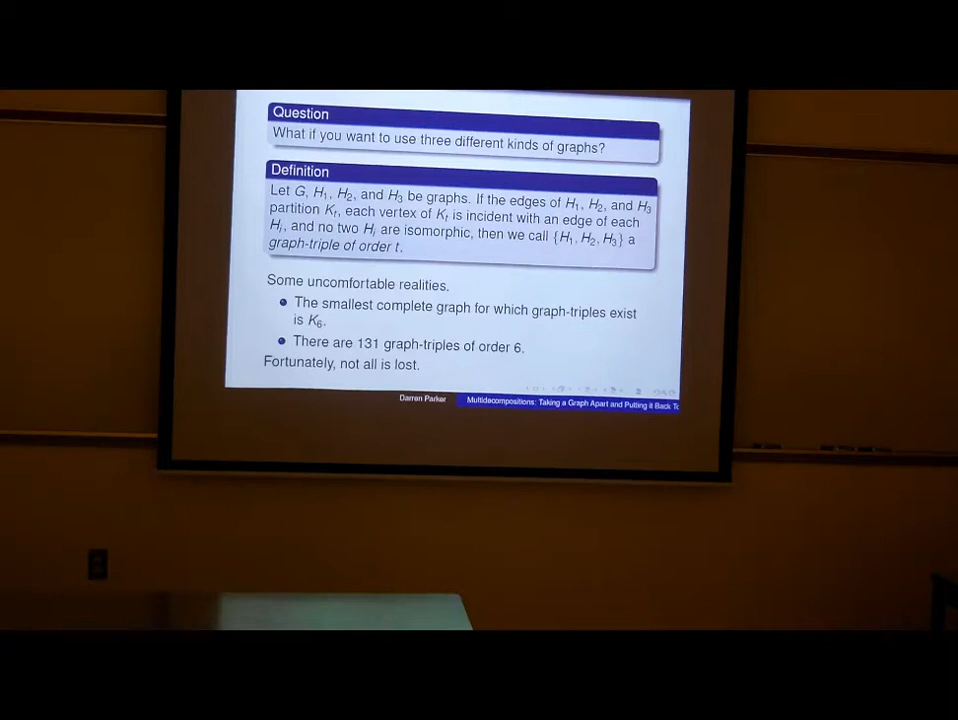 Question
What if you want to use three different kinds of graphs?
Definition
Let G, H₁, H₂, and H₃ be graphs. If the edges of H₁, H₂, and H₃
partition Kₜ, each vertex of Kₜ is incident with an edge of each
Hᵢ, and no two Hᵢ are isomorphic, then we call {H₁, H₂, H₃} a
graph-triple of order t.
Some uncomfortable realities.
The smallest complete graph for which graph-triples exist
is K₆.
There are 131 graph-triples of order 6.
Fortunately, not all is lost.
Darren Parker
Multidecompositions: Taking a Graph Apart and Putting it Back To